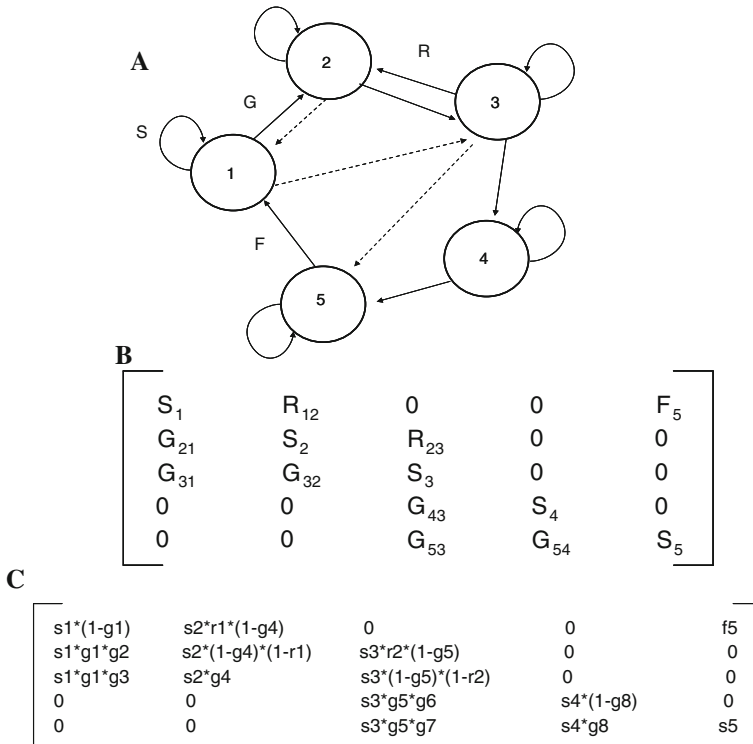 A
2
R
3
G
S
1
F
4
5
B
S1 R12 0 0 F5
G21 S2 R23 0 0
G31 G32 S3 0 0
0 0 G43 S4 0
0 0 G53 G54 S5
C
s1*(1-g1) s2*r1*(1-g4) 0 0 f5
s1*g1*g2 s2*(1-g4)*(1-r1) s3*r2*(1-g5) 0 0
s1*g1*g3 s2*g4 s3*(1-g5)*(1-r2) 0 0
0 0 s3*g5*g6 s4*(1-g8) 0
0 0 s3*g5*g7 s4*g8 s5